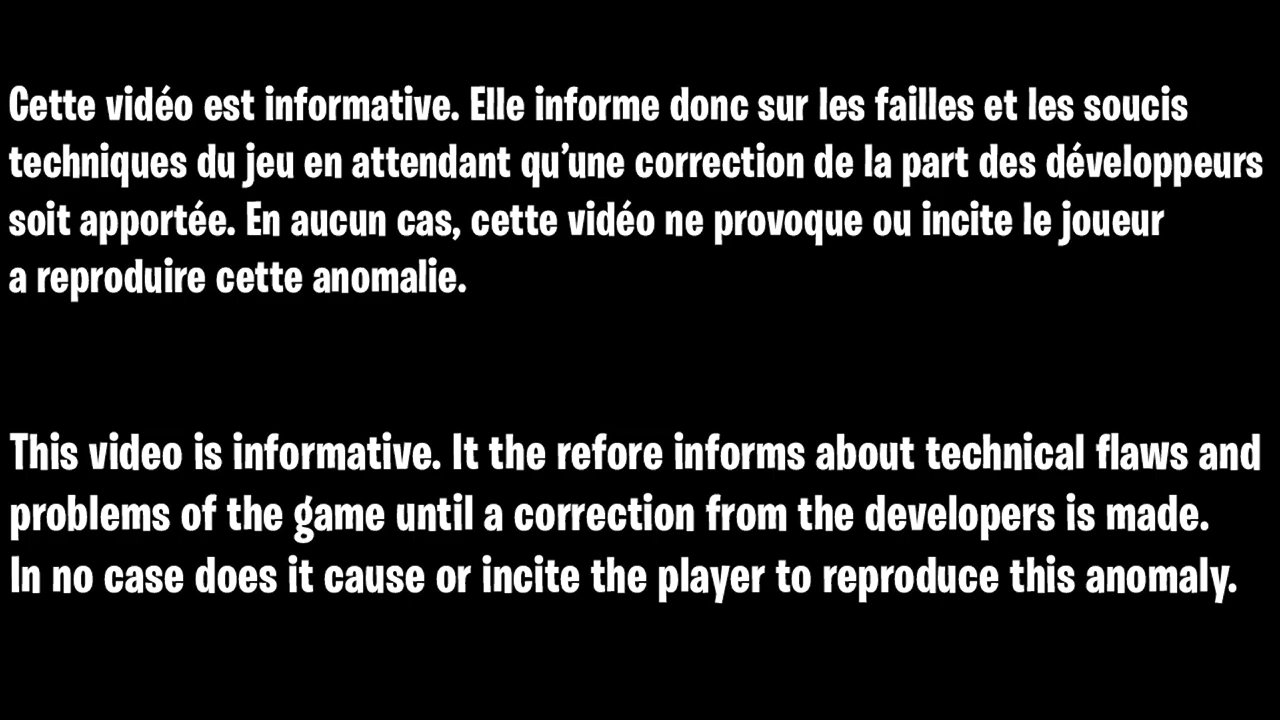 Cette vidéo est informative. Elle informe donc sur les failles et les soucis
techniques du jeu en attendant qu’une correction de la part des développeurs
soit apportée. En aucun cas, cette vidéo ne provoque ou incite le joueur
a reproduire cette anomalie.
This video is informative. It the refore informs about technical flaws and
problems of the game until a correction from the developers is made.
In no case does it cause or incite the player to reproduce this anomaly.